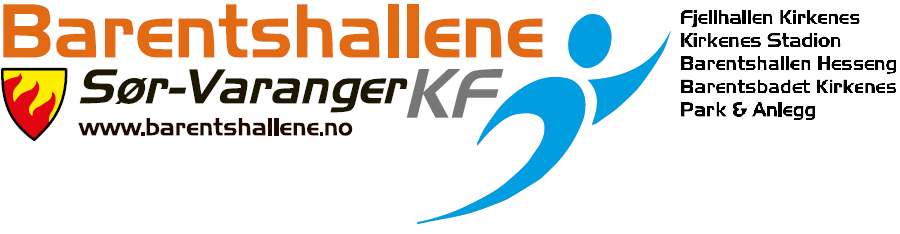 Barentshallene
Sør-Varanger KF
www.barentshallene.no
Fjellhallen Kirkenes
Kirkenes Stadion
Barentshallen Hesseng
Barentsbadet Kirkenes
Park & Anlegg